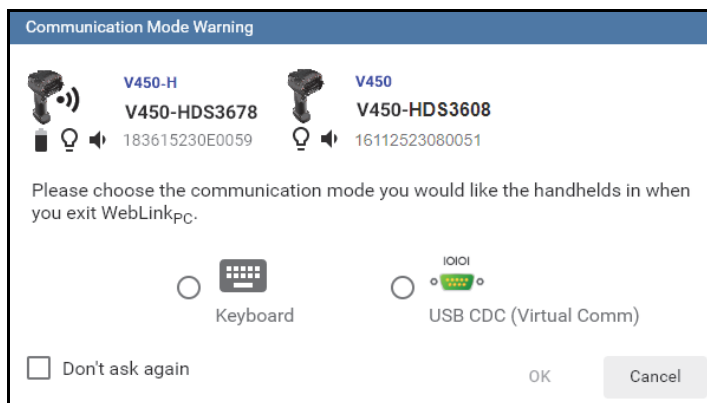 Communication Mode Warning
V450-H
V450-HDS3678
183615230E0059
V450
V450-HDS3608
16112523080051
Please choose the communication mode you would like the handhelds in when
you exit WebLinkPC.
IOIOI
Keyboard
USB CDC (Virtual Comm)
Don't ask again
OK
Cancel